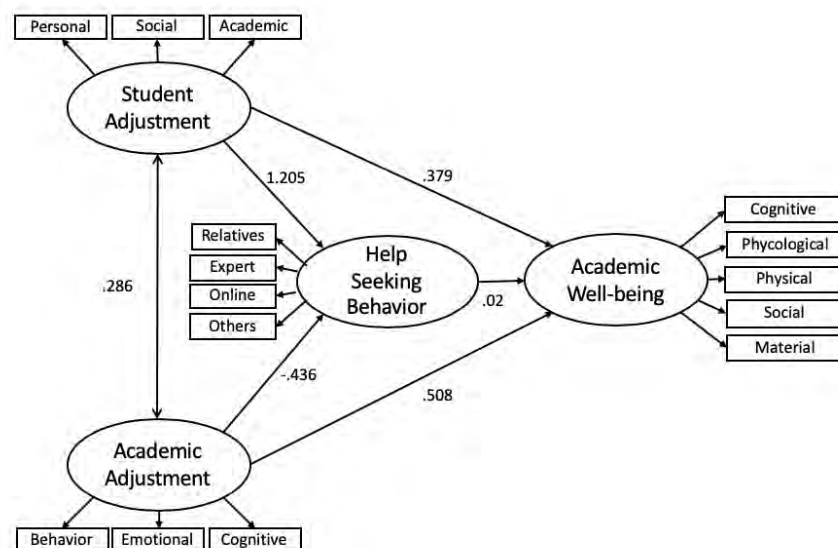 Personal
Social
Academic
Student
Adjustment
1.205
.379
Relatives
Expert
Online
Others
Help
Seeking
Behavior
.286
.02
-.436
.508
Academic
Well-being
Cognitive
Phycological
Physical
Social
Material
Academic
Adjustment
Behavior
Emotional
Cognitive